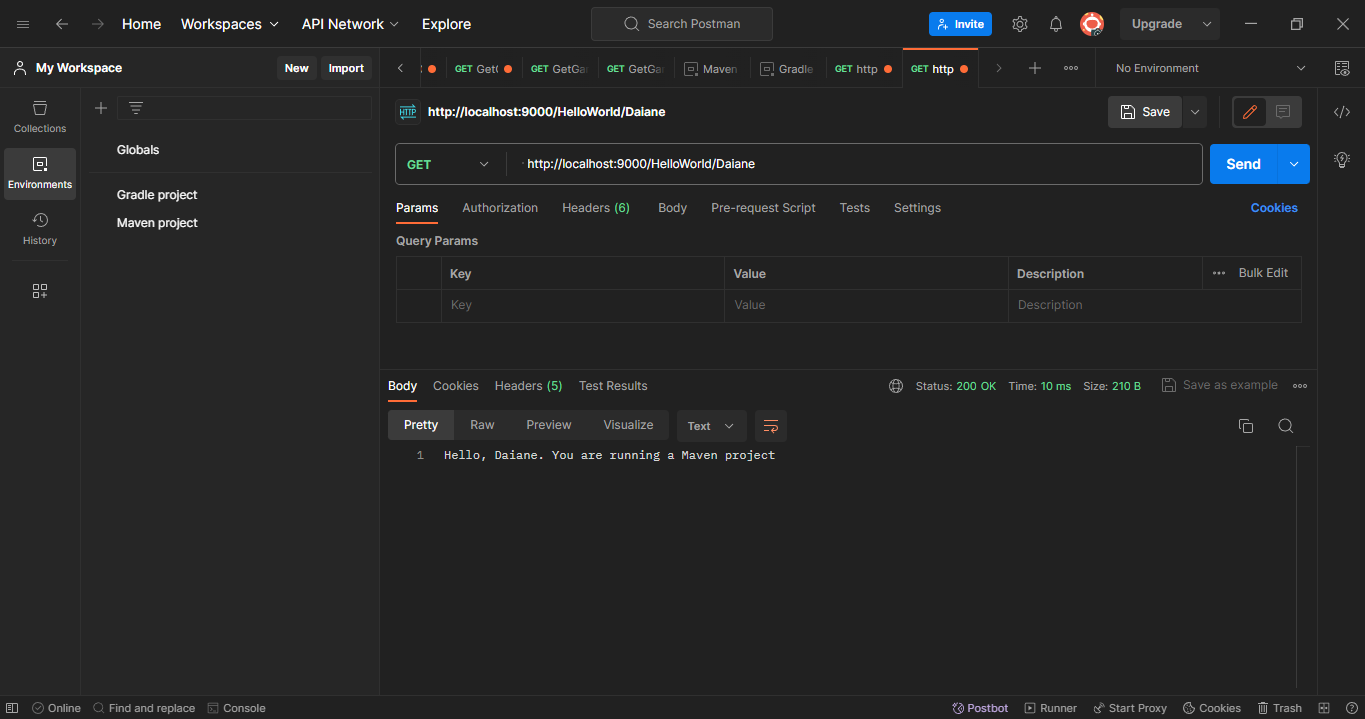 Home Workspaces API Network Explore Search Postman Invite Upgrade
My Workspace New Import
GET Get GET GetGa GET GetGa Maven Gradle GET http GET http No Environment
Collections
Environments
History
Globals
Gradle project
Maven project
HTTP http://localhost:9000/HelloWorld/Daiane Save
GET http://localhost:9000/HelloWorld/Daiane Send
Params Authorization Headers (6) Body Pre-request Script Tests Settings Cookies
Query Params
Key Value Description Bulk Edit
Key Value Description
Body Cookies Headers (5) Test Results Status: 200 OK Time: 10 ms Size: 210 B Save as example
Pretty Raw Preview Visualize Text
1 Hello, Daiane. You are running a Maven project
Online Find and replace Console Postbot Runner Start Proxy Cookies Trash